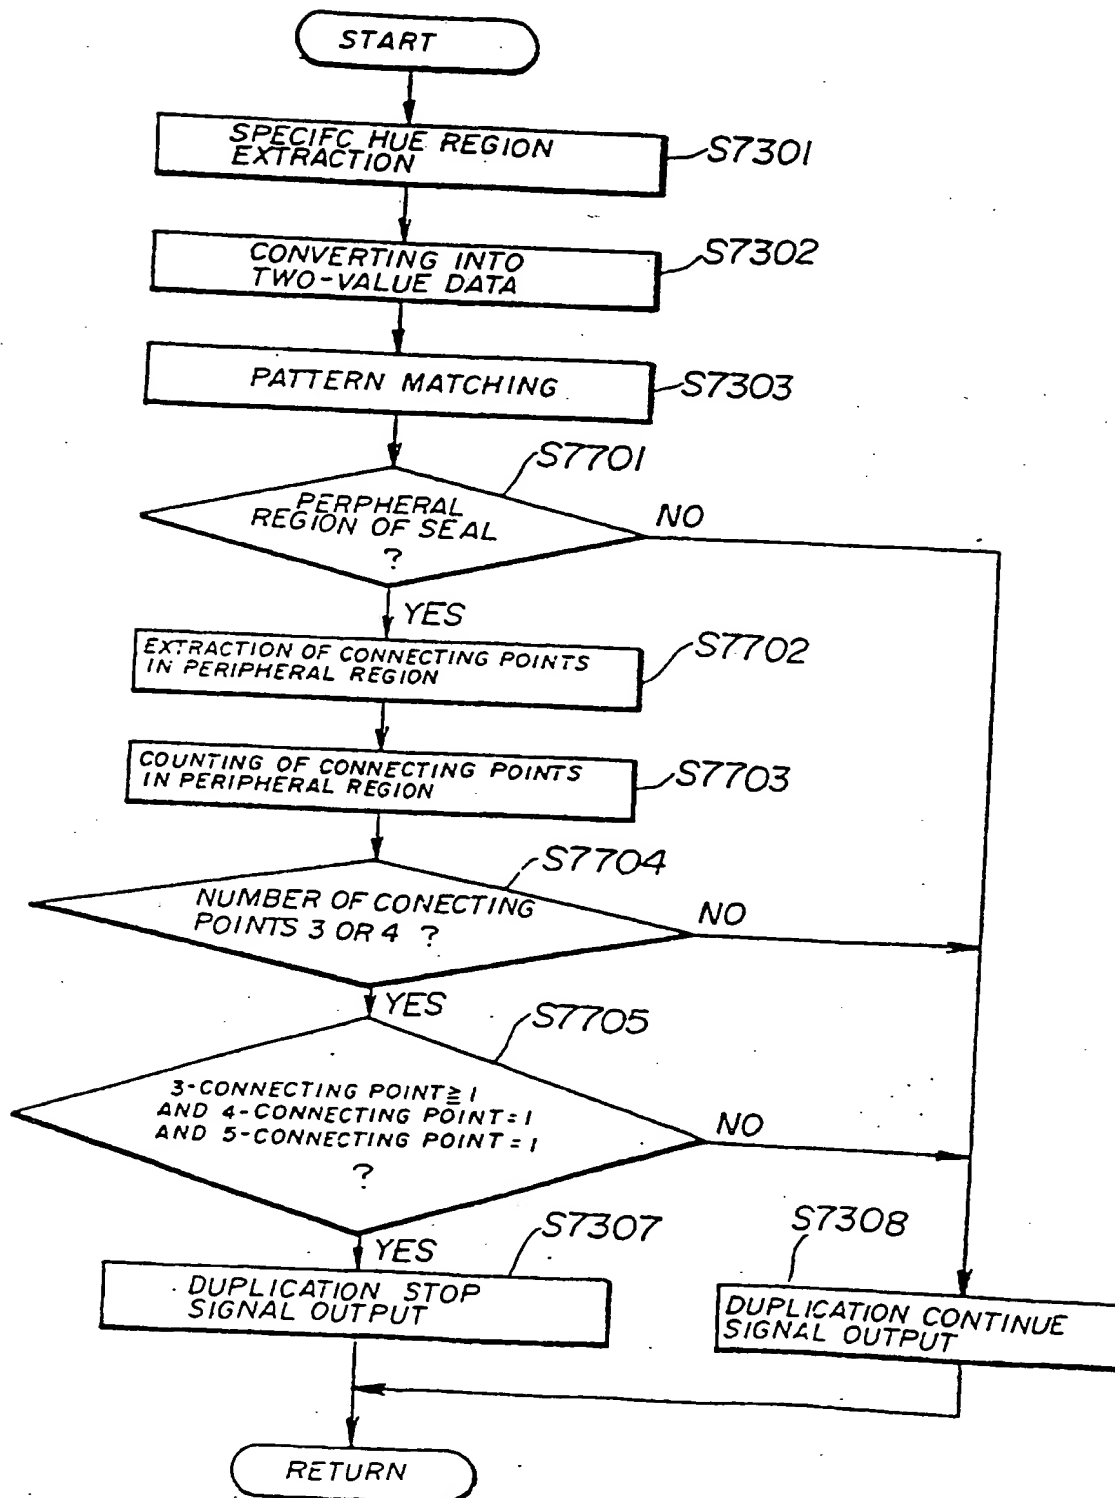 START
SPECIFC HUE REGION
EXTRACTION
S7301
CONVERTING INTO
TWO-VALUE DATA
S7302
PATTERN MATCHING
S7303
S7701
PERPHERAL
REGION OF SEAL
?
NO
YES
EXTRACTION OF CONNECTING POINTS
IN PERIPHERAL REGION
S7702
COUNTING OF CONNECTING POINTS
IN PERIPHERAL REGION
S7703
S7704
NUMBER OF CONECTING
POINTS 3 OR 4 ?
NO
YES
S7705
3-CONNECTING POINT≧1
AND 4-CONNECTING POINT=1
AND 5-CONNECTING POINT=1
?
NO
YES
S7307
DUPLICATION STOP
SIGNAL OUTPUT
S7308
DUPLICATION CONTINUE
SIGNAL OUTPUT
RETURN